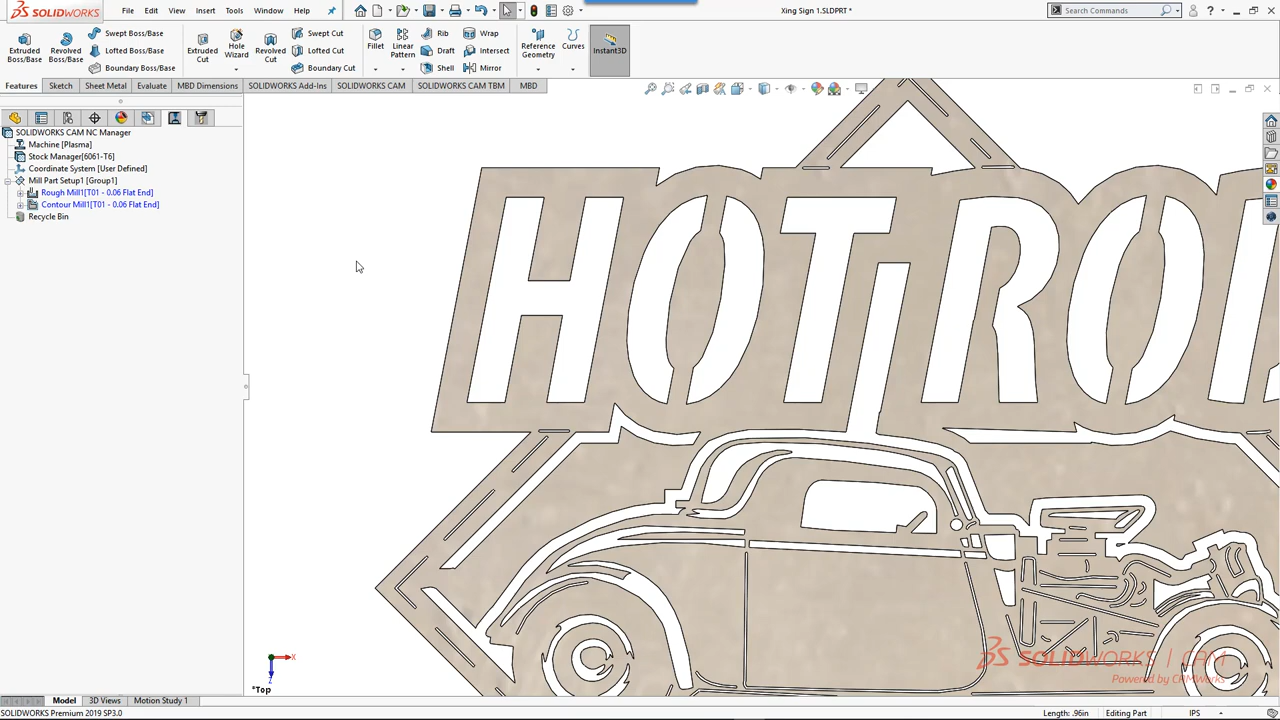 SOLIDWORKS File Edit View Insert Tools Window Help Xing Sign 1.SLDPRT * Search Commands
Extruded Boss/Base
Revolved Boss/Base
Swept Boss/Base
Lofted Boss/Base
Boundary Boss/Base
Extruded Cut
Hole Wizard
Revolved Cut
Swept Cut
Lofted Cut
Boundary Cut
Fillet
Linear Pattern
Rib
Draft
Shell
Wrap
Intersect
Mirror
Reference Geometry
Curves
Instant3D
Features Sketch Sheet Metal Evaluate MBD Dimensions SOLIDWORKS Add-Ins SOLIDWORKS CAM SOLIDWORKS CAM TBM MBD
SOLIDWORKS CAM NC Manager
Machine [Plasma]
Stock Manager[6061-T6]
Coordinate System [User Defined]
Mill Part Setup1 [Group1]
Rough Mill1[T01 - 0.06 Flat End]
Contour Mill1[T01 - 0.06 Flat End]
Recycle Bin
HOT ROD
X
Z
*Top
SOLIDWORKS | CAM
Powered by CAMWorks
Model 3D Views Motion Study 1
SOLIDWORKS Premium 2019 SP3.0 Length: .96in Editing Part IPS